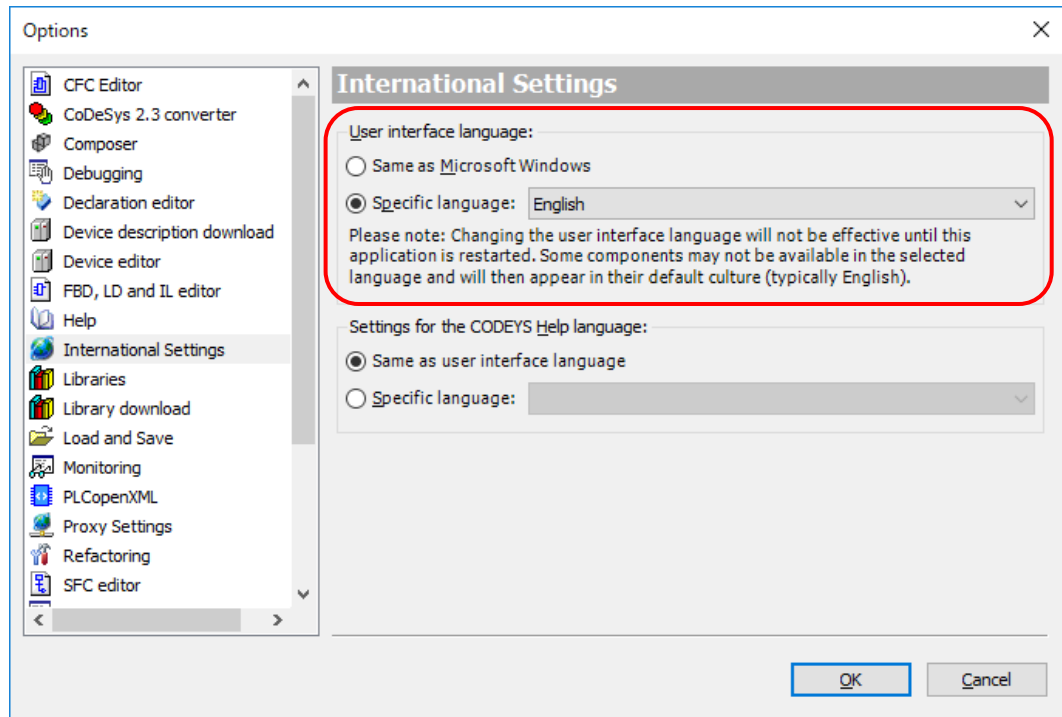 Options
CFC Editor
CoDeSys 2.3 converter
Composer
Debugging
Declaration editor
Device description download
Device editor
FBD, LD and IL editor
Help
International Settings
Libraries
Library download
Load and Save
Monitoring
PLCopenXML
Proxy Settings
Refactoring
SFC editor
International Settings
User interface language:
Same as Microsoft Windows
Specific language: English
Please note: Changing the user interface language will not be effective until this
application is restarted. Some components may not be available in the selected
language and will then appear in their default culture (typically English).
Settings for the CODEYS Help language:
Same as user interface language
Specific language:
OK Cancel